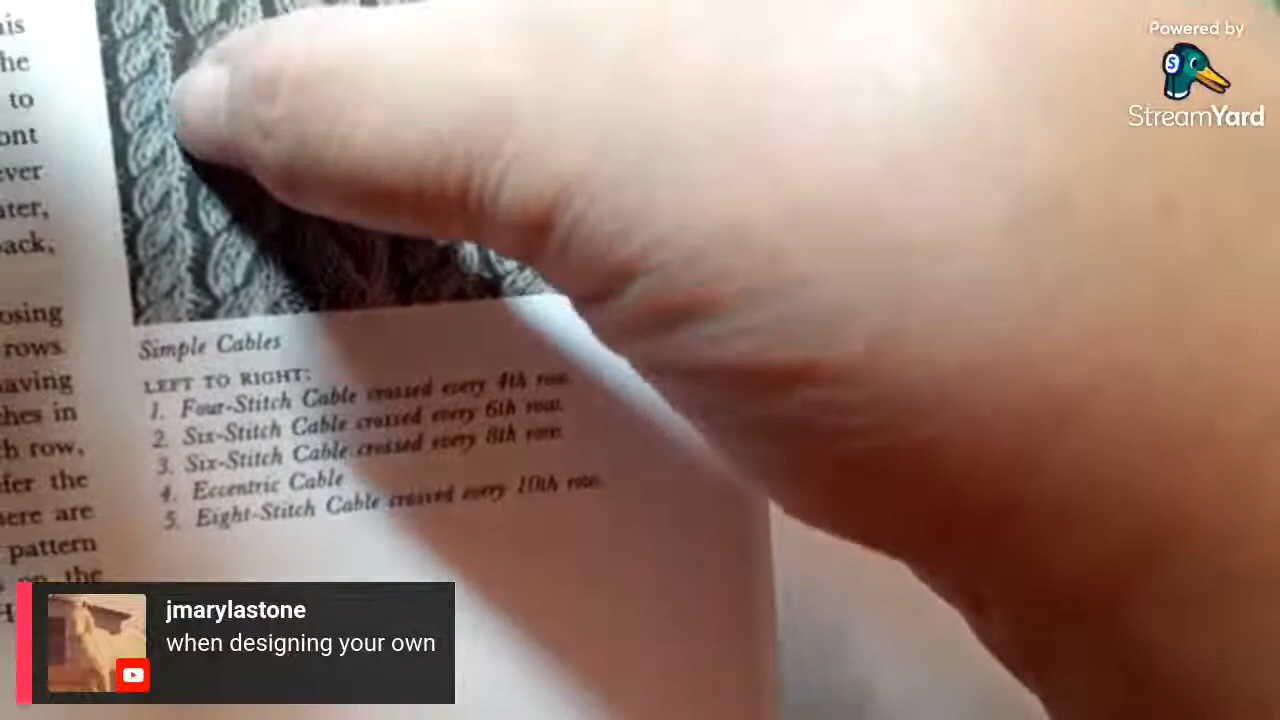 his
he
to
ont
ever
ater,
back,
osing
rows.
aving
hes in
h row,
fer the
ere are
pattern
the
Simple Cables
LEFT TO RIGHT:
1. Four-Stitch Cable crossed every 4th row.
2. Six-Stitch Cable crossed every 6th row.
3. Six-Stitch Cable crossed every 8th row.
4. Eccentric Cable
5. Eight-Stitch Cable crossed every 10th row.
Powered by
StreamYard
jmarylastone
when designing your own